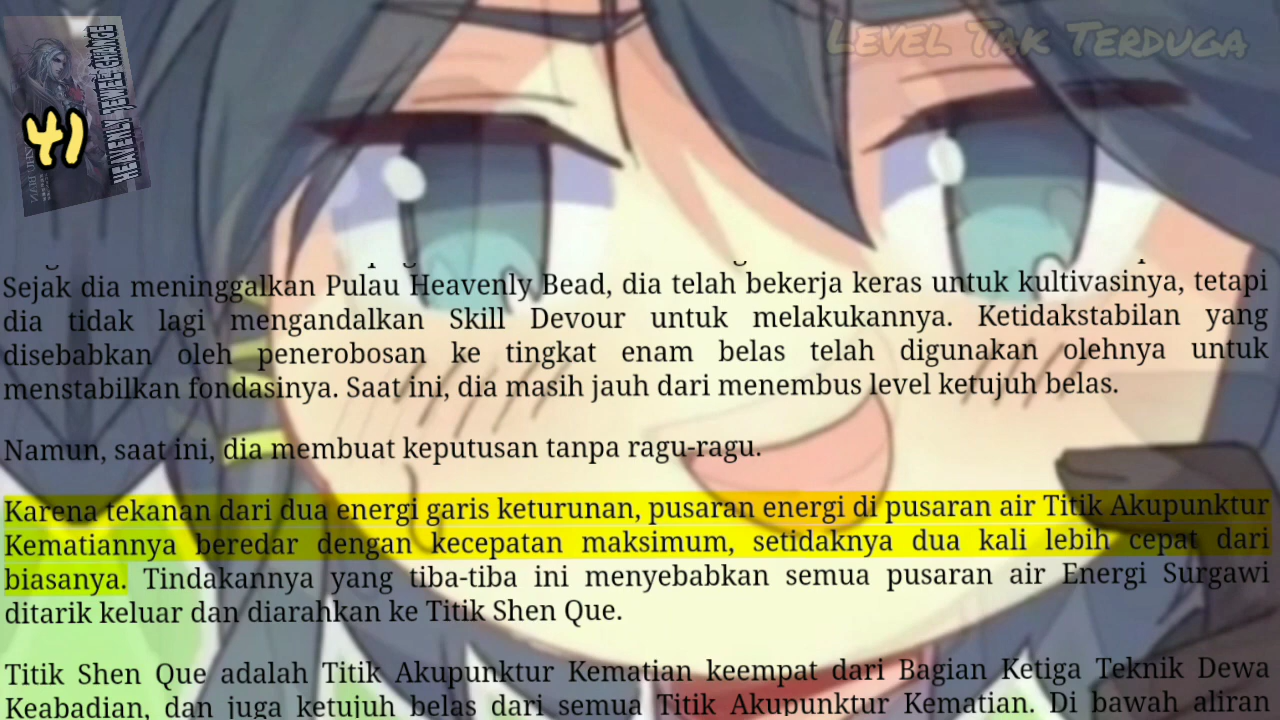 Level Tak Terduga
HEAVENLY JEWEL CHANGE
41
Sejak dia meninggalkan Pulau Heavenly Bead, dia telah bekerja keras untuk kultivasinya, tetapi
dia tidak lagi mengandalkan Skill Devour untuk melakukannya. Ketidakstabilan yang
disebabkan oleh penerobosan ke tingkat enam belas telah digunakan olehnya untuk
menstabilkan fondasinya. Saat ini, dia masih jauh dari menembus level ketujuh belas.
Namun, saat ini, dia membuat keputusan tanpa ragu-ragu.
Karena tekanan dari dua energi garis keturunan, pusaran energi di pusaran air Titik Akupunktur
Kematiannya beredar dengan kecepatan maksimum, setidaknya dua kali lebih cepat dari
biasanya. Tindakannya yang tiba-tiba ini menyebabkan semua pusaran air Energi Surgawi
ditarik keluar dan diarahkan ke Titik Shen Que.
Titik Shen Que adalah Titik Akupunktur Kematian keempat dari Bagian Ketiga Teknik Dewa
Keabadian, dan juga ketujuh belas dari semua Titik Akupunktur Kematian. Di bawah aliran